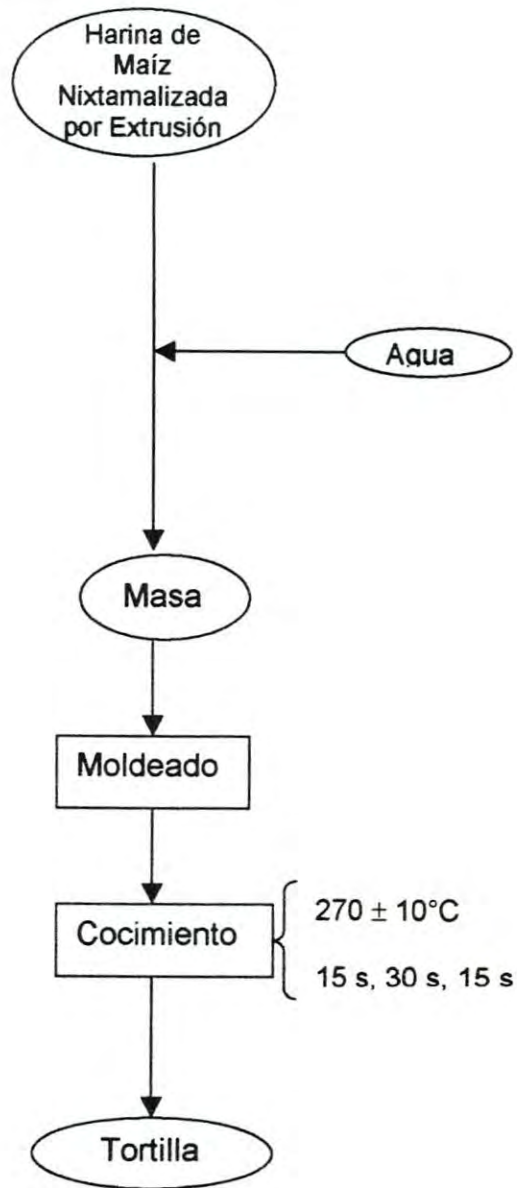 Harina de
Maíz
Nixtamalizada
por Extrusión
Agua
Masa
Moldeado
Cocimiento
270 ± 10°C
15 s, 30 s, 15 s
Tortilla